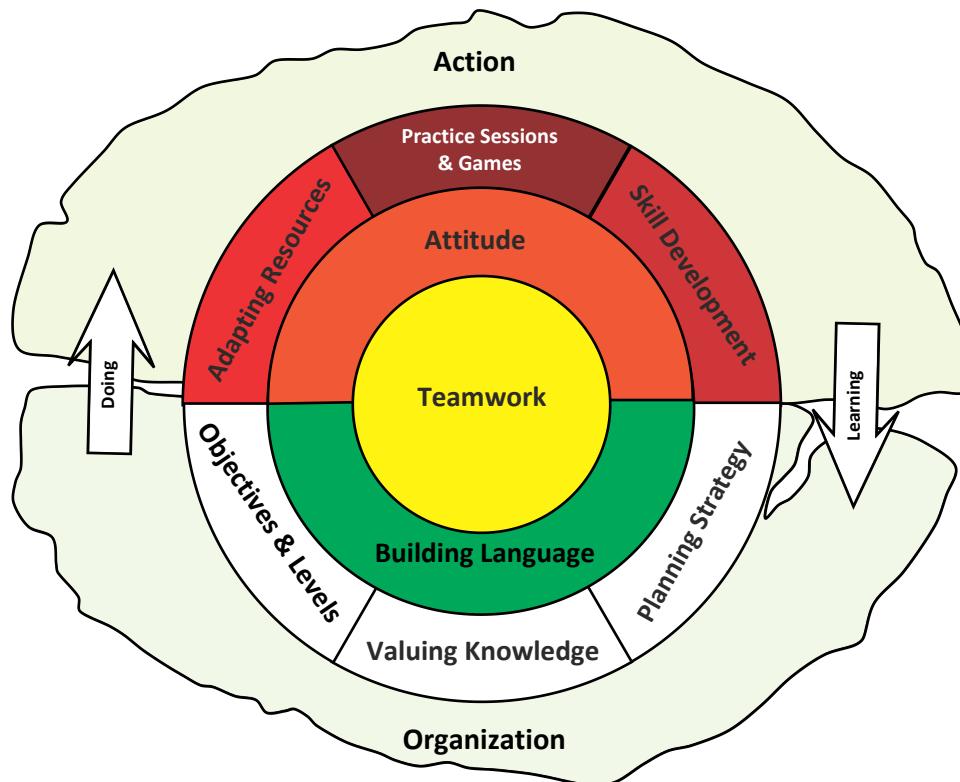 Action
Practice Sessions
& Games
Adapting Resources
Skill Development
Attitude
Doing
Teamwork
Learning
Objectives & Levels
Building Language
Planning Strategy
Valuing Knowledge
Organization